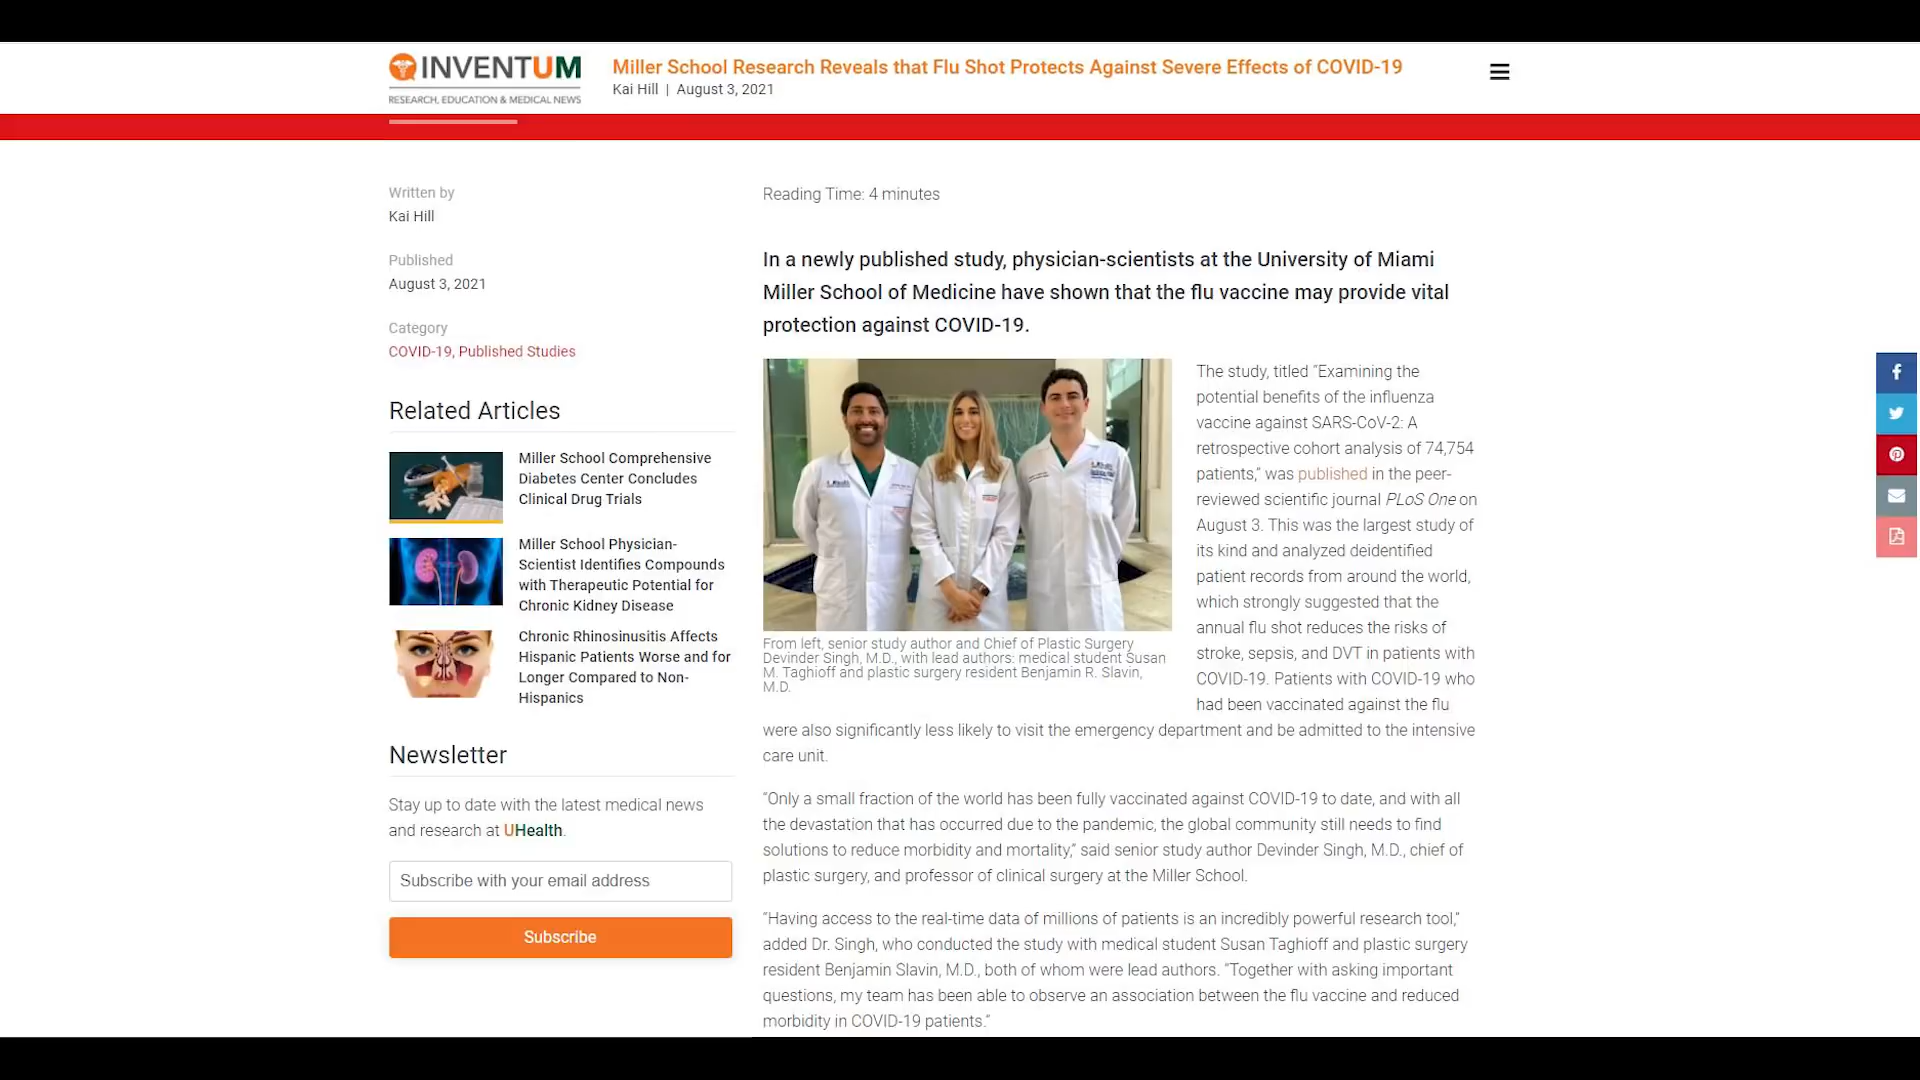 INVENTUM
RESEARCH, EDUCATION & MEDICAL NEWS
Miller School Research Reveals that Flu Shot Protects Against Severe Effects of COVID-19
Kai Hill | August 3, 2021
Written by
Kai Hill
Published
August 3, 2021
Category
COVID-19, Published Studies
Related Articles
Miller School Comprehensive
Diabetes Center Concludes
Clinical Drug Trials
Miller School Physician-
Scientist Identifies Compounds
with Therapeutic Potential for
Chronic Kidney Disease
Chronic Rhinosinusitis Affects
Hispanic Patients Worse and for
Longer Compared to Non-
Hispanics
Newsletter
Stay up to date with the latest medical news
and research at UHealth.
Subscribe with your email address
Subscribe
Reading Time: 4 minutes
In a newly published study, physician-scientists at the University of Miami
Miller School of Medicine have shown that the flu vaccine may provide vital
protection against COVID-19.
From left, senior study author and Chief of Plastic Surgery
Devinder Singh, M.D., with lead authors: medical student Susan
M. Taghioff and plastic surgery resident Benjamin R. Slavin,
M.D.
The study, titled “Examining the
potential benefits of the influenza
vaccine against SARS-CoV-2: A
retrospective cohort analysis of 74,754
patients,” was published in the peer-
reviewed scientific journal PLoS One on
August 3. This was the largest study of
its kind and analyzed deidentified
patient records from around the world,
which strongly suggested that the
annual flu shot reduces the risks of
stroke, sepsis, and DVT in patients with
COVID-19. Patients with COVID-19 who
had been vaccinated against the flu
were also significantly less likely to visit the emergency department and be admitted to the intensive
care unit.
“Only a small fraction of the world has been fully vaccinated against COVID-19 to date, and with all
the devastation that has occurred due to the pandemic, the global community still needs to find
solutions to reduce morbidity and mortality,” said senior study author Devinder Singh, M.D., chief of
plastic surgery, and professor of clinical surgery at the Miller School.
“Having access to the real-time data of millions of patients is an incredibly powerful research tool,”
added Dr. Singh, who conducted the study with medical student Susan Taghioff and plastic surgery
resident Benjamin Slavin, M.D., both of whom were lead authors. “Together with asking important
questions, my team has been able to observe an association between the flu vaccine and reduced
morbidity in COVID-19 patients.”